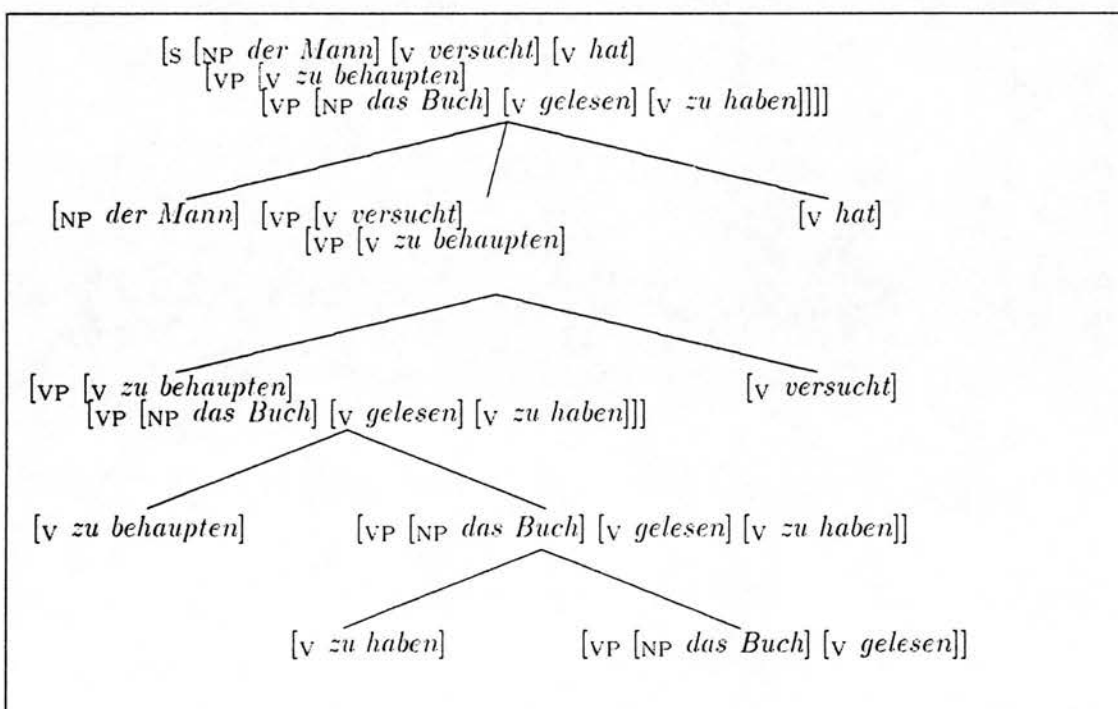 [S [NP der Mann] [V versucht] [V hat]
[VP [V zu behaupten]
[VP [NP das Buch] [V gelesen] [V zu haben]]]]
[NP der Mann] [VP [V versucht] [V hat]
[VP [V zu behaupten]
[VP [V zu behaupten] [V versucht]
[VP [NP das Buch] [V gelesen] [V zu haben]]]
[V zu behaupten] [VP [NP das Buch] [V gelesen] [V zu haben]]
[V zu haben] [VP [NP das Buch] [V gelesen]]